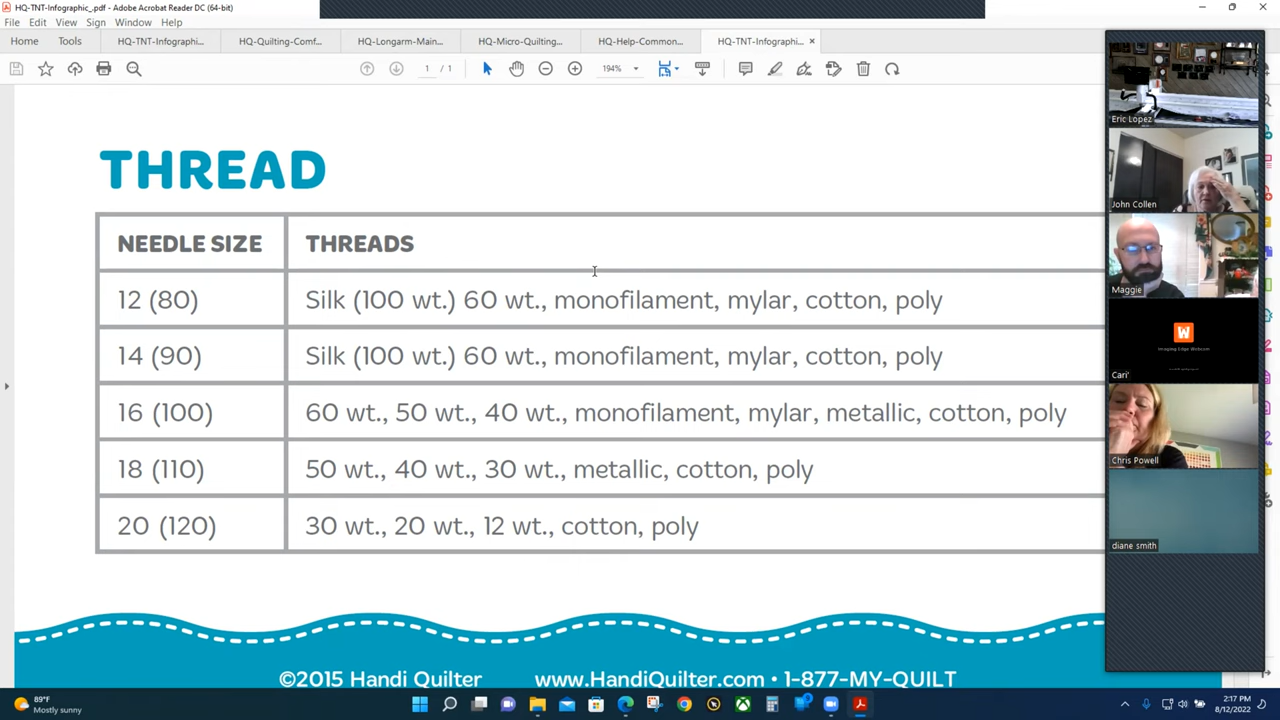 HQ-TNT-Infographic_.pdf - Adobe Acrobat Reader DC (64-bit)
File Edit View Sign Window Help
Home Tools HQ-TNT-Infographi... HQ-Quilting-Comf... HQ-Longarm-Main... HQ-Micro-Quilting... HQ-Help-Common... HQ-TNT-Infographi...
1 / 1 194%
THREAD
NEEDLE SIZE THREADS
12 (80) Silk (100 wt.) 60 wt., monofilament, mylar, cotton, poly
14 (90) Silk (100 wt.) 60 wt., monofilament, mylar, cotton, poly
16 (100) 60 wt., 50 wt., 40 wt., monofilament, mylar, metallic, cotton, poly
18 (110) 50 wt., 40 wt., 30 wt., metallic, cotton, poly
20 (120) 30 wt., 20 wt., 12 wt., cotton, poly
©2015 Handi Quilter www.HandiQuilter.com • 1-877-MY-QUILT
Eric Lopez
John Collen
Maggie
Imaging Edge Webcam
Cari'
Chris Powell
diane smith
89°F
Mostly sunny
2:17 PM
8/12/2022